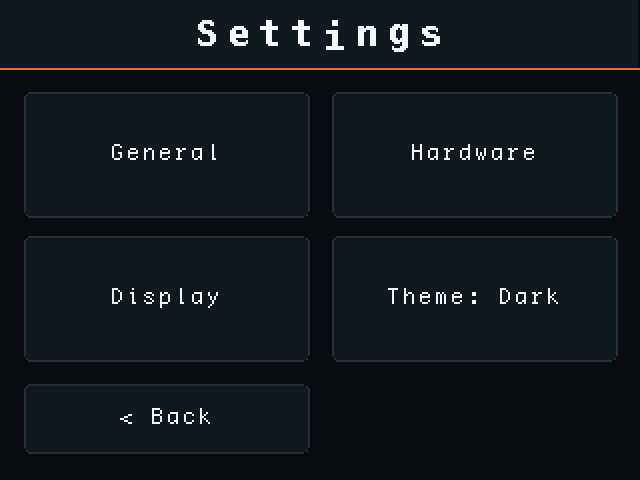 Settings
General
Hardware
Display
Theme: Dark
< Back